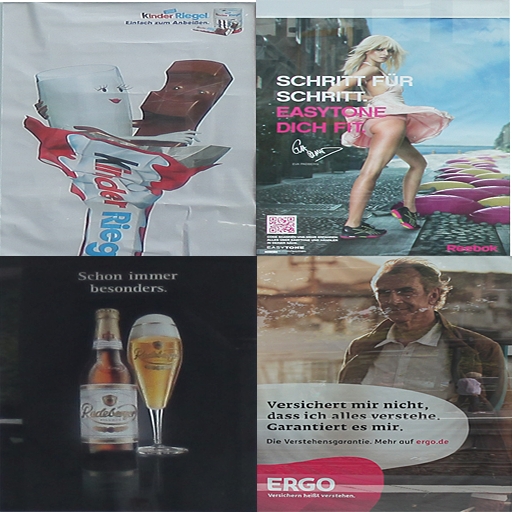 Kinder Riegel
Einfach zum Anbeißen.
Kinder
Riege
SCHRITT FÜR
SCHRITT
EASYTONE
DICH FIT
EASYTONE
Reebok
Schon immer
besonders.
Radeberger
Radeberger
Versichert mir nicht,
dass ich alles verstehe.
Garantiert es mir.
Die Verstehensgarantie. Mehr auf ergo.de
ERGO
Versichern heißt verstehen.